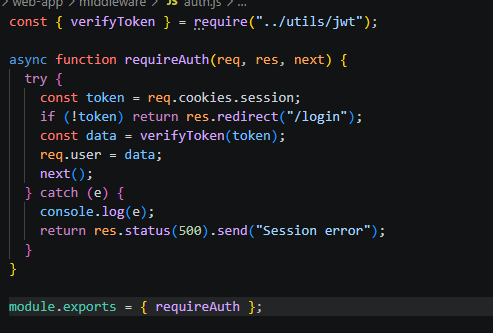 web-app > middleware > JS auth.js > ...
const { verifyToken } = require("../utils/jwt");

async function requireAuth(req, res, next) {
  try {
    const token = req.cookies.session;
    if (!token) return res.redirect("/login");
    const data = verifyToken(token);
    req.user = data;
    next();
  } catch (e) {
    console.log(e);
    return res.status(500).send("Session error");
  }
}

module.exports = { requireAuth };